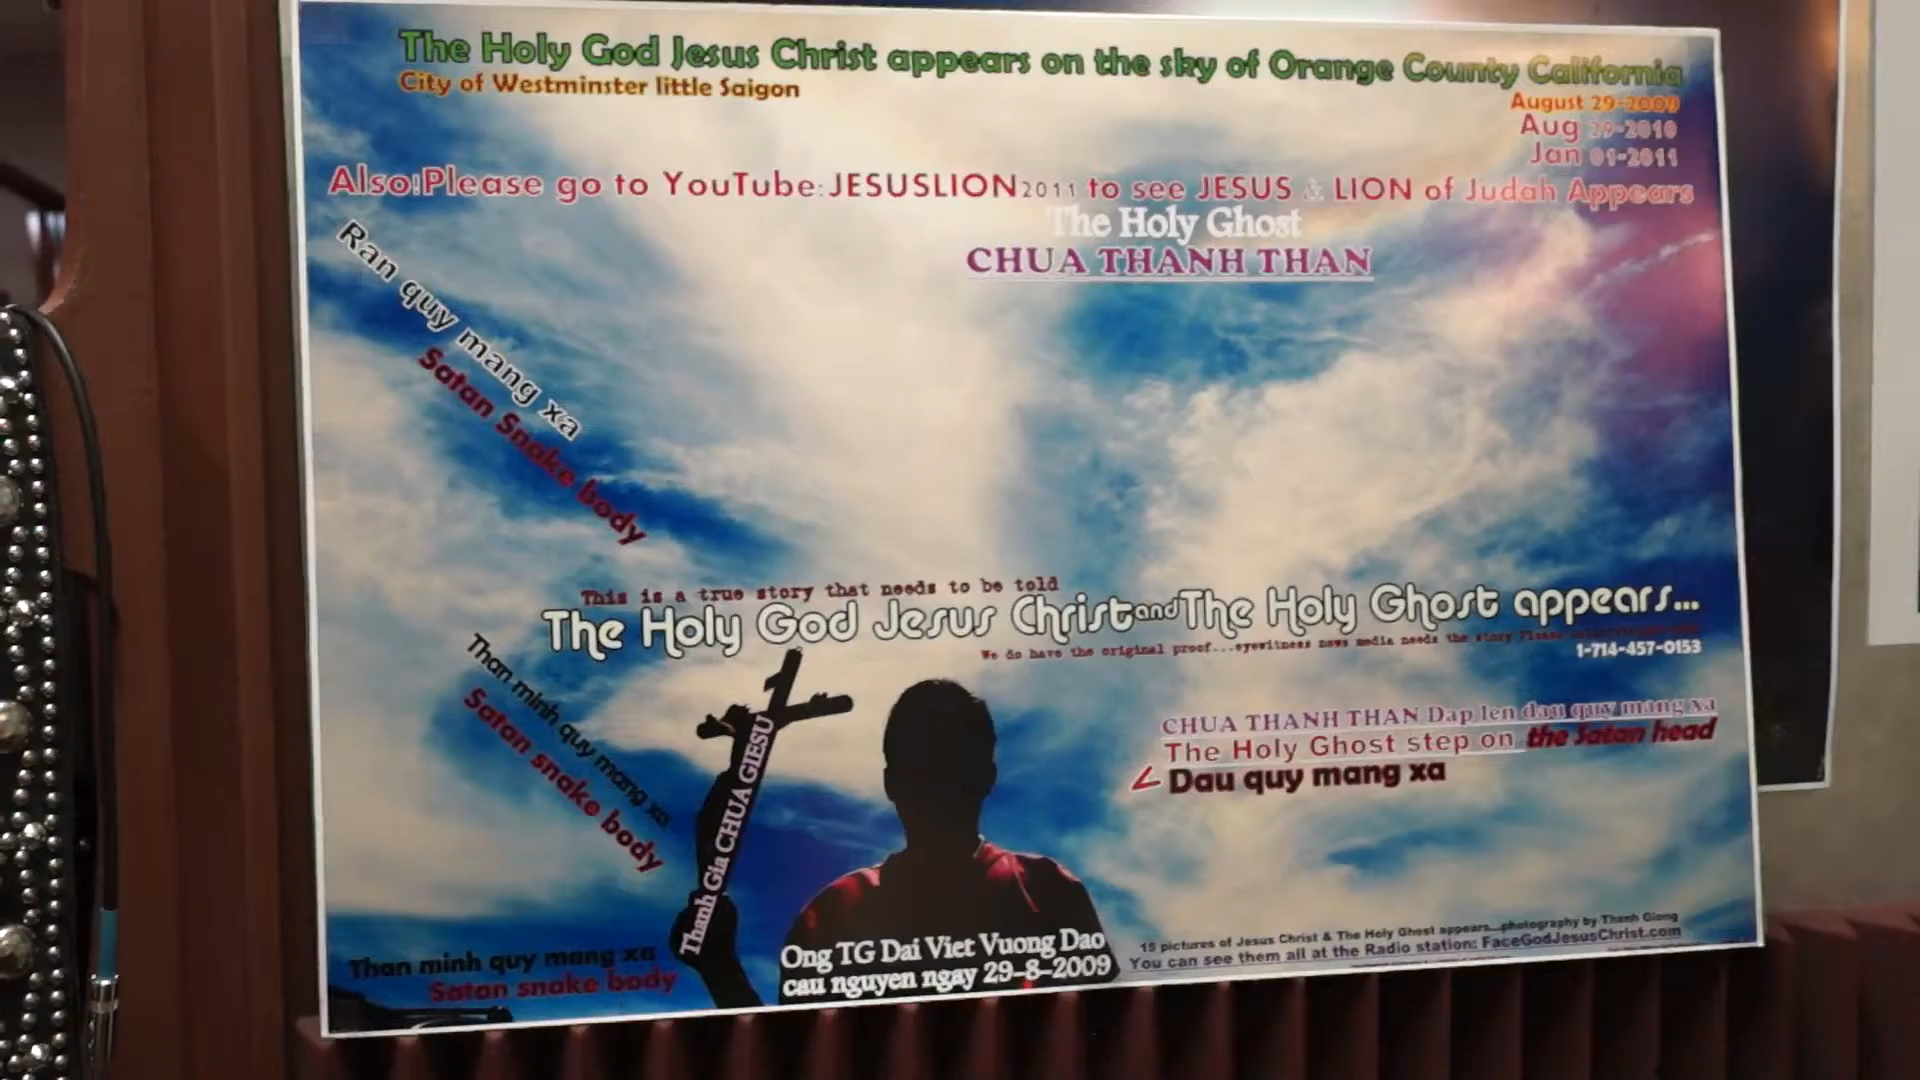 The Holy God Jesus Christ appears on the sky of Orange County California
City of Westminster little Saigon
August 29-2009
Aug 29-2010
Jan 01-2011
Also!Please go to YouTube:JESUSLION2011 to see JESUS & LION of Judah Appears
The Holy Ghost
CHUA THANH THAN
Ran quy mang xa
Satan Snake body
This is a true story that needs to be told
The Holy God Jesus Christ and The Holy Ghost appears...
We do have the original proof...eyewitness news media needs the story Please
1-714-457-0153
Than minh quy mang xa
Satan snake body
Thanh Gia CHUA GIESU
CHUA THANH THAN Dap len dau quy mang xa
The Holy Ghost step on the Satan head
< Dau quy mang xa
Than minh quy mang xa
Satan snake body
Ong TG Dai Viet Vuong Dao
cau nguyen ngay 29-8-2009
15 pictures of Jesus Christ & The Holy Ghost appears...photography by Thanh Giong
You can see them all at the Radio station: FaceGodJesusChrist.com